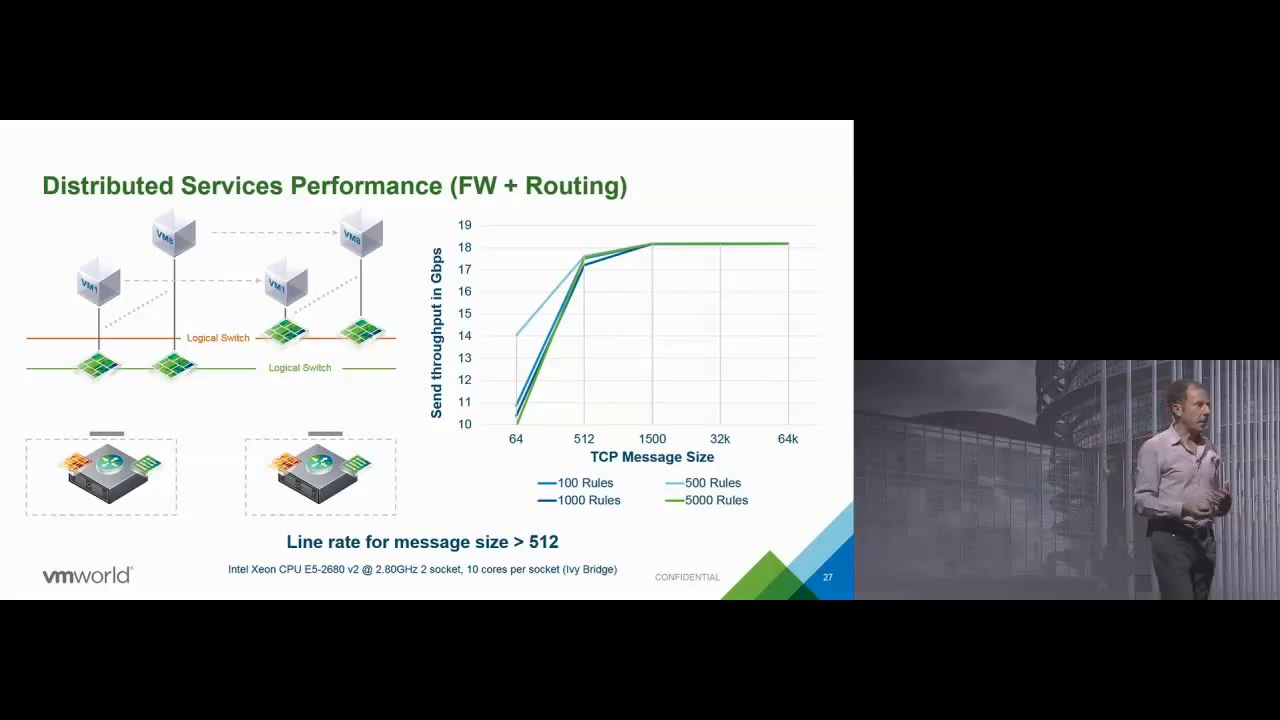 Distributed Services Performance (FW + Routing)
VM8
VM8
VM1
VM1
Logical Switch
Logical Switch
Send throughput in Gbps
19
18
17
16
15
14
13
12
11
10
64 512 1500 32k 64k
TCP Message Size
100 Rules 500 Rules
1000 Rules 5000 Rules
Line rate for message size > 512
Intel Xeon CPU E5-2680 v2 @ 2.80GHz 2 socket, 10 cores per socket (Ivy Bridge)
vmworld
CONFIDENTIAL
27